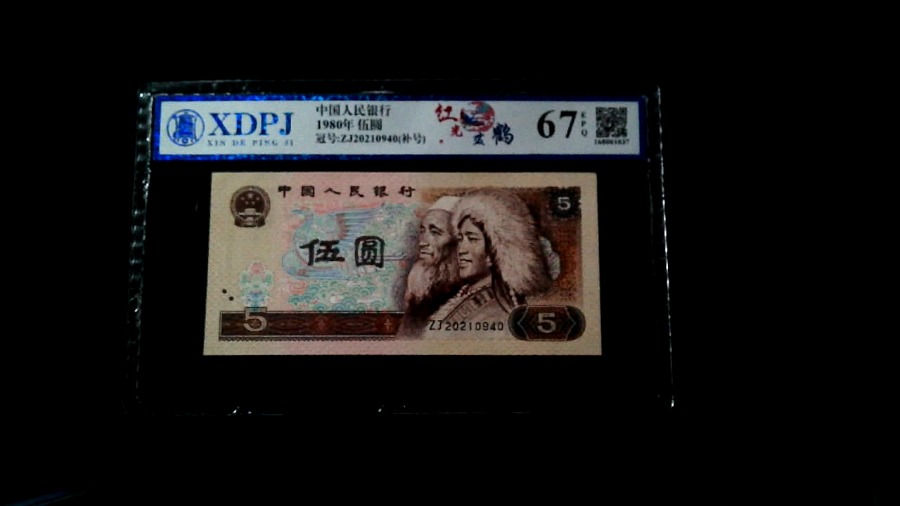 XDPJ
XIN DE PING JI
中国人民银行
1980年 伍圆
冠号:ZJ20210940(补号)
红光蓝鹤
67
EPQ
中国人民银行
5
伍圆
5
ZJ20210940
5